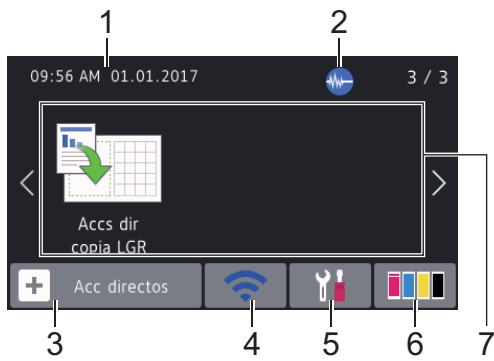 1 2
09:56 AM 01.01.2017 3 / 3
Accs dir
copia LGR
Acc directos
3 4 5 6 7